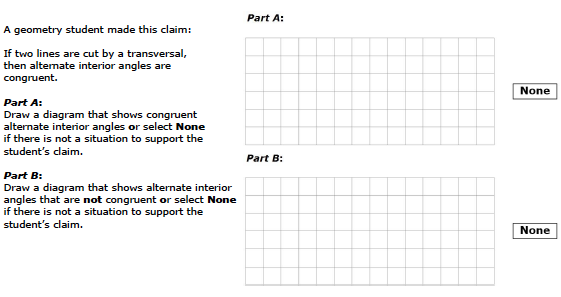 A geometry student made this claim:
If two lines are cut by a transversal,
then alternate interior angles are
congruent.
Part A:
Draw a diagram that shows congruent
alternate interior angles or select None
if there is not a situation to support the
student's claim.
Part B:
Draw a diagram that shows alternate interior
angles that are not congruent or select None
if there is not a situation to support the
student's claim.
Part A:
None
Part B:
None